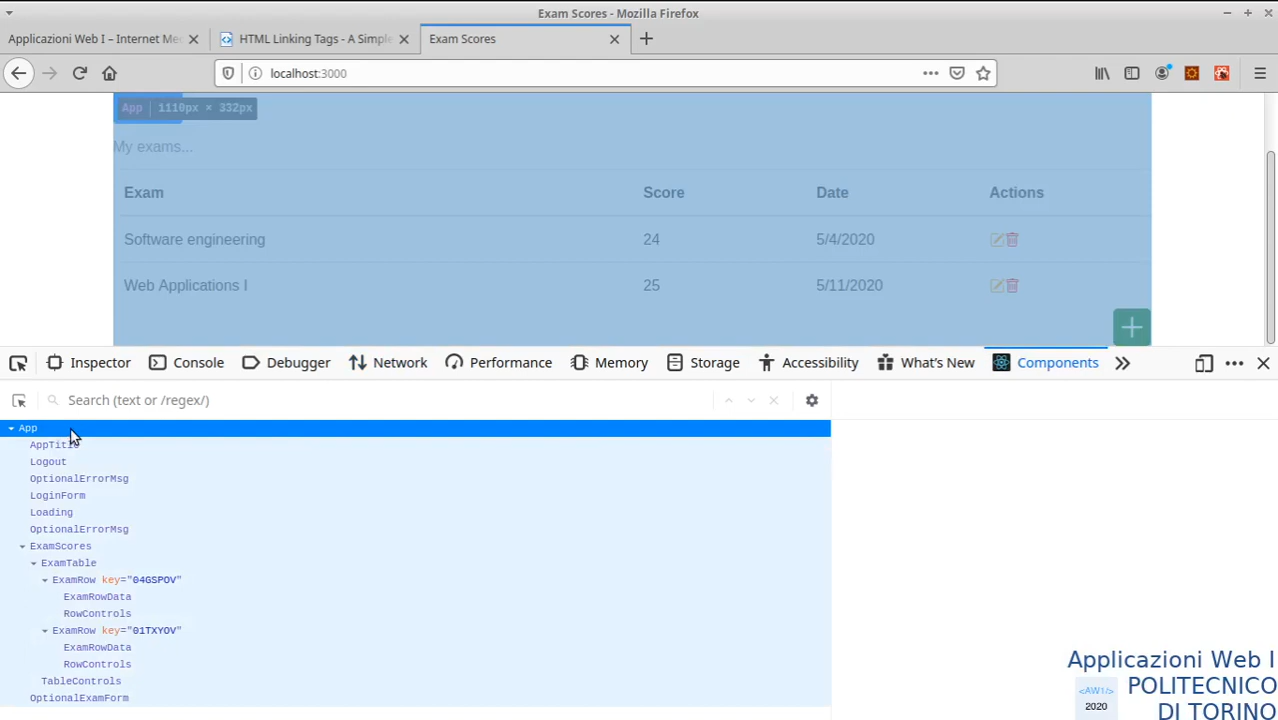 Exam Scores - Mozilla Firefox
Applicazioni Web I – Internet Me
HTML Linking Tags - A Simple
Exam Scores
localhost:3000
App | 1110px × 332px
My exams...
Exam Score Date Actions
Software engineering 24 5/4/2020
Web Applications I 25 5/11/2020
Inspector Console Debugger Network Performance Memory Storage Accessibility What's New Components
Search (text or /regex/)
App
AppTitle
Logout
OptionalErrorMsg
LoginForm
Loading
OptionalErrorMsg
ExamScores
ExamTable
ExamRow key="04GSPOV"
ExamRowData
RowControls
ExamRow key="01TXYOV"
ExamRowData
RowControls
TableControls
OptionalExamForm
Applicazioni Web I
<AW1/> POLITECNICO
2020 DI TORINO